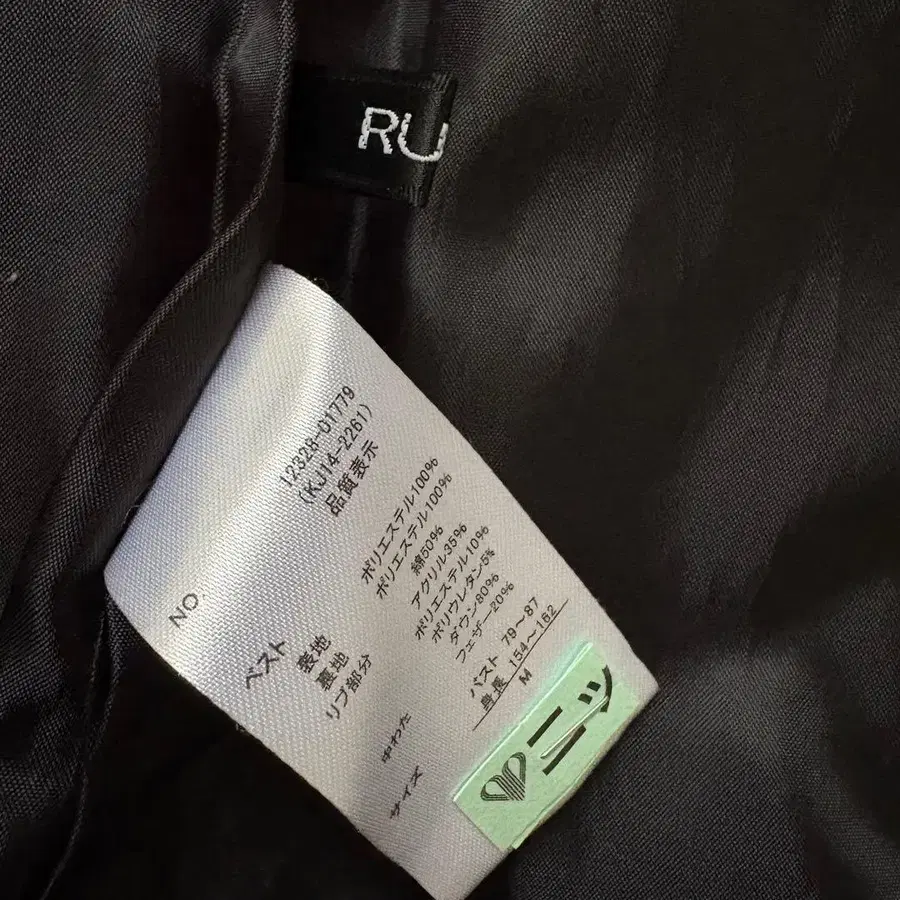 RU
NO 12328-01779
(KJ14-2261)
品質表示
ベスト
表地 ポリエステル100%
裏地 ポリエステル100%
リブ部分 綿50%
アクリル35%
ポリエステル10%
ポリウレタン5%
中わた ダウン80%
フェザー20%
サイズ バスト 79～87
身長 154～162
M
ニッ